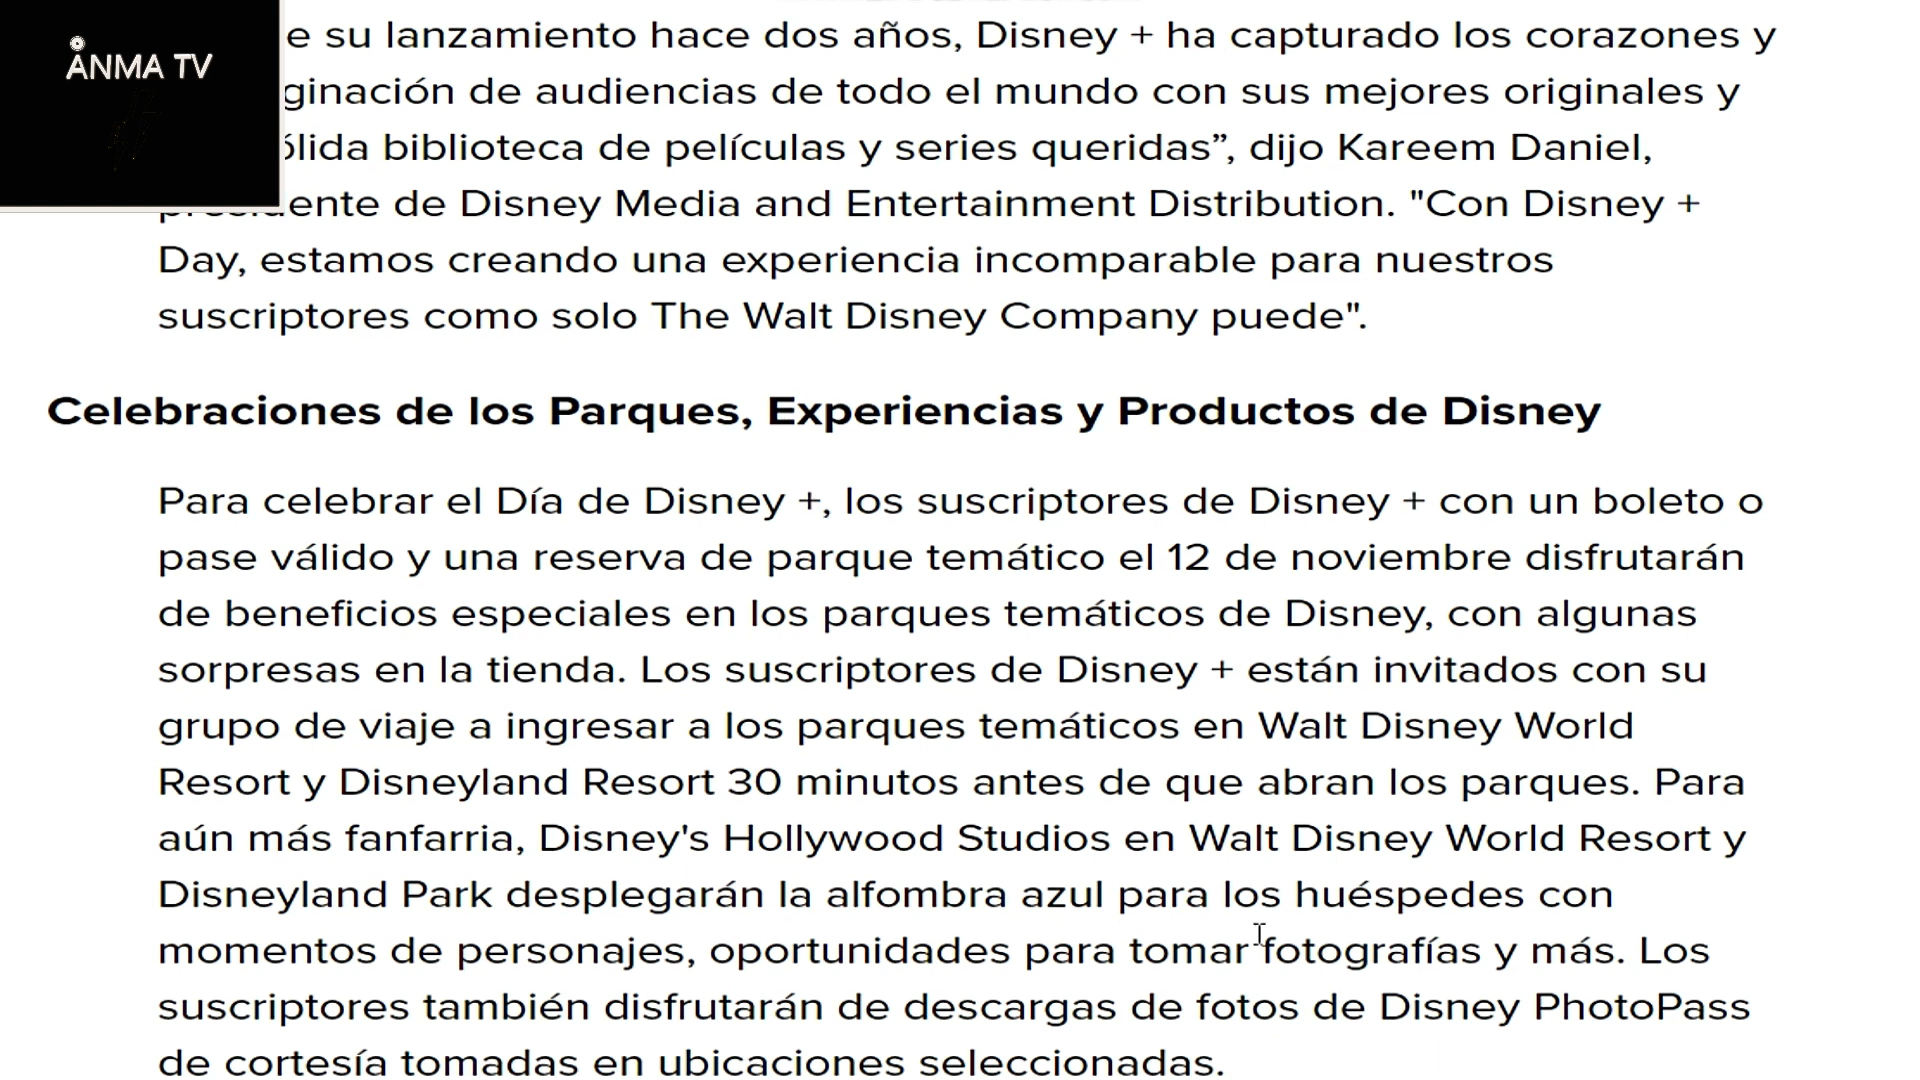 ANMA TV
e su lanzamiento hace dos años, Disney + ha capturado los corazones y
ginación de audiencias de todo el mundo con sus mejores originales y
ólida biblioteca de películas y series queridas”, dijo Kareem Daniel,
presidente de Disney Media and Entertainment Distribution. "Con Disney +
Day, estamos creando una experiencia incomparable para nuestros
suscriptores como solo The Walt Disney Company puede".
Celebraciones de los Parques, Experiencias y Productos de Disney
Para celebrar el Día de Disney +, los suscriptores de Disney + con un boleto o
pase válido y una reserva de parque temático el 12 de noviembre disfrutarán
de beneficios especiales en los parques temáticos de Disney, con algunas
sorpresas en la tienda. Los suscriptores de Disney + están invitados con su
grupo de viaje a ingresar a los parques temáticos en Walt Disney World
Resort y Disneyland Resort 30 minutos antes de que abran los parques. Para
aún más fanfarria, Disney's Hollywood Studios en Walt Disney World Resort y
Disneyland Park desplegarán la alfombra azul para los huéspedes con
momentos de personajes, oportunidades para tomar fotografías y más. Los
suscriptores también disfrutarán de descargas de fotos de Disney PhotoPass
de cortesía tomadas en ubicaciones seleccionadas.